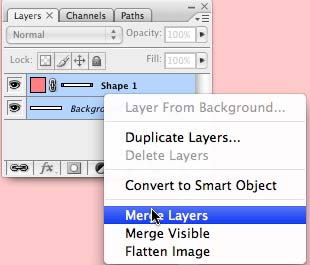 Layers × Channels Paths
Normal Opacity: 100%
Lock: Fill: 100%
Shape 1
Backgro
Layer From Background...
Duplicate Layers...
Delete Layers
Convert to Smart Object
Merge Layers
Merge Visible
Flatten Image
fx